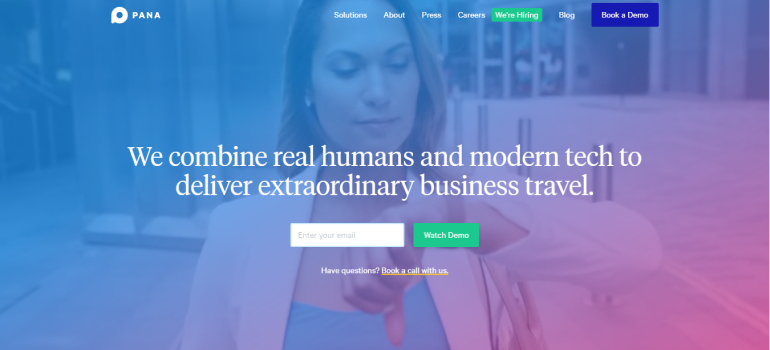 PANA
Solutions About Press Careers We're Hiring Blog Book a Demo
We combine real humans and modern tech to
deliver extraordinary business travel.
Enter your email Watch Demo
Have questions? Book a call with us.